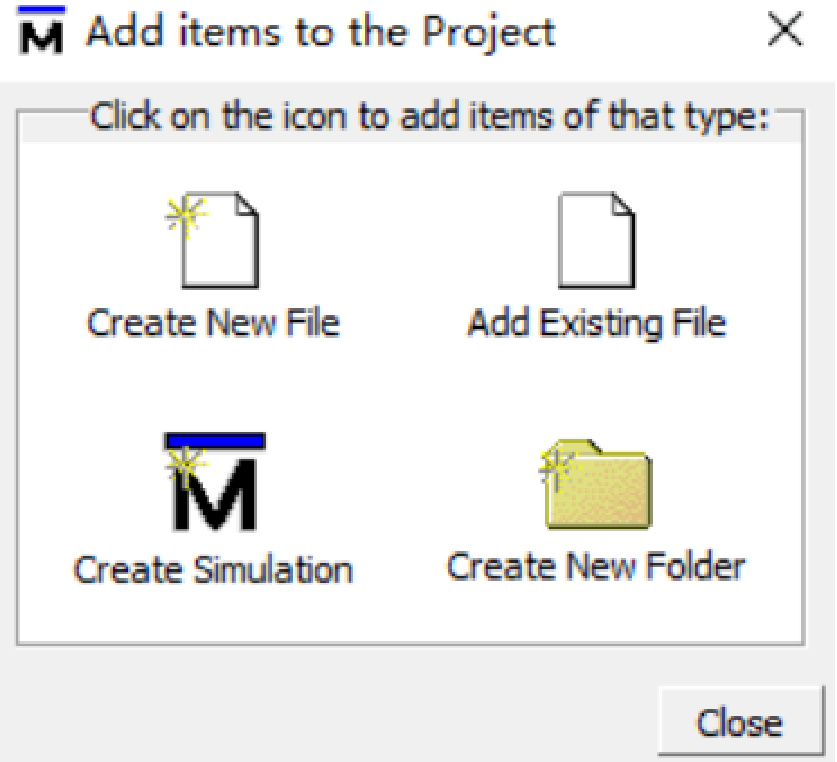 M Add items to the Project
Click on the icon to add items of that type:
Create New File
Add Existing File
M
Create Simulation
Create New Folder
Close